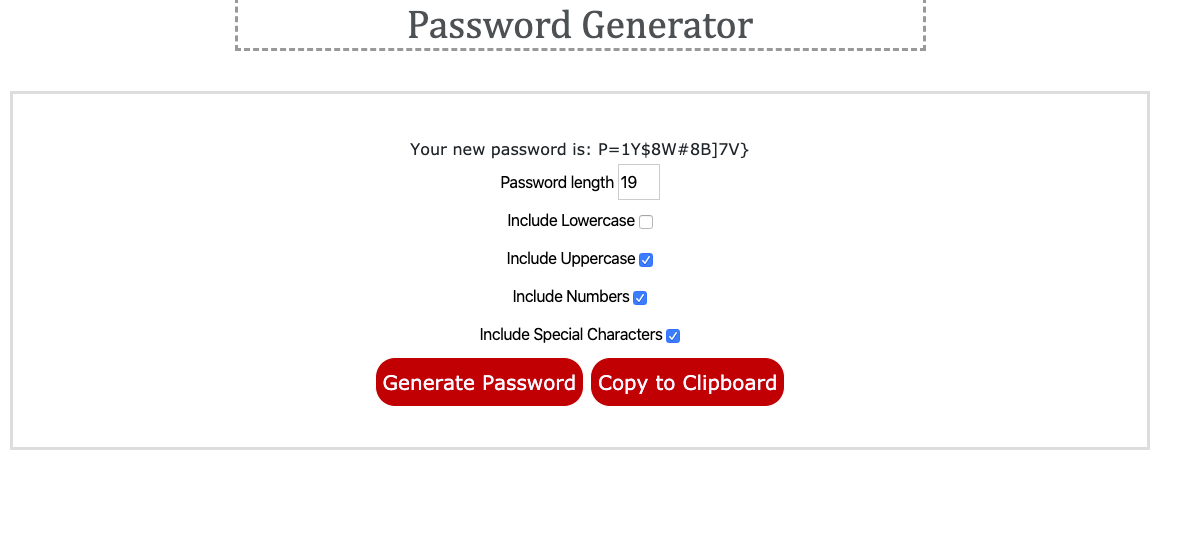 Password Generator
Your new password is: P=1Y$8W#8B]7V}
Password length 19
Include Lowercase
Include Uppercase
Include Numbers
Include Special Characters
Generate Password Copy to Clipboard